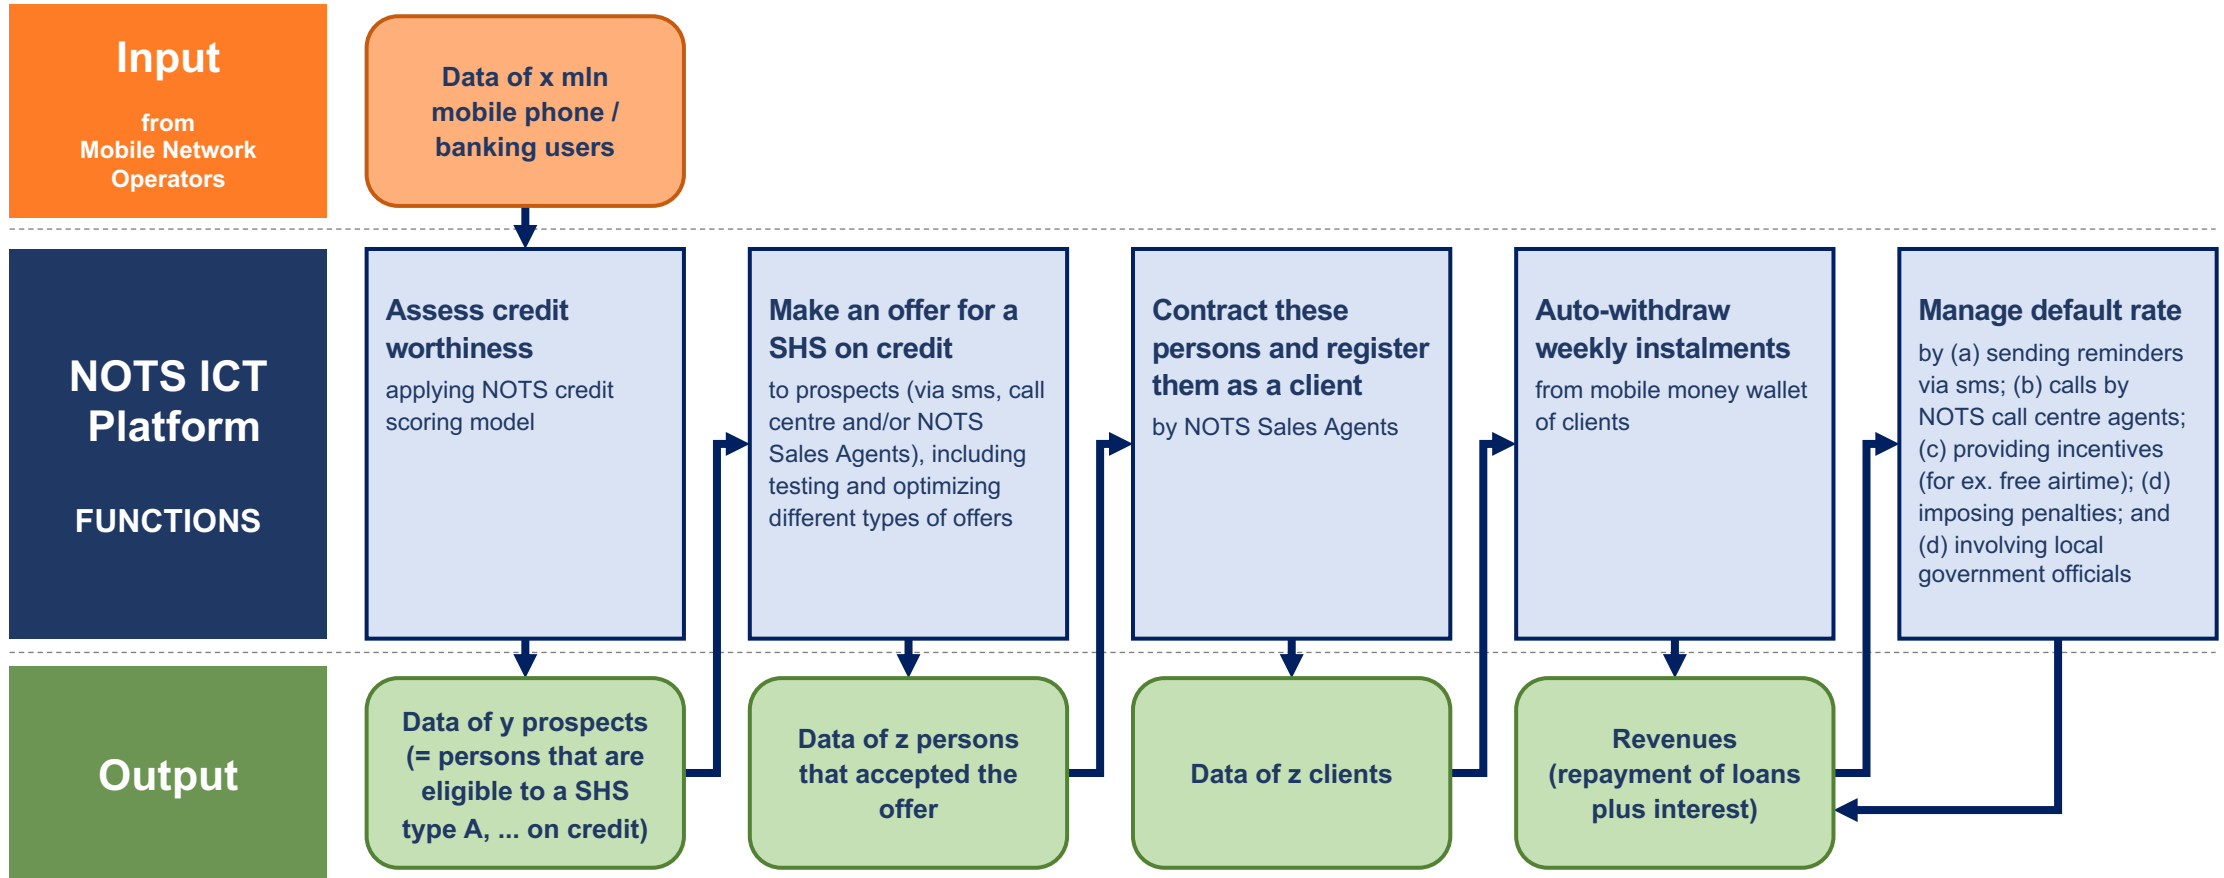 Input
from
Mobile Network
Operators
Data of x mln
mobile phone /
banking users
NOTS ICT
Platform
FUNCTIONS
Assess credit
worthiness
applying NOTS credit
scoring model
Make an offer for a
SHS on credit
to prospects (via sms, call
centre and/or NOTS
Sales Agents), including
testing and optimizing
different types of offers
Contract these
persons and register
them as a client
by NOTS Sales Agents
Auto-withdraw
weekly instalments
from mobile money wallet
of clients
Manage default rate
by (a) sending reminders
via sms; (b) calls by
NOTS call centre agents;
(c) providing incentives
(for ex. free airtime); (d)
imposing penalties; and
(d) involving local
government officials
Output
Data of y prospects
(= persons that are
eligible to a SHS
type A, ... on credit)
Data of z persons
that accepted the
offer
Data of z clients
Revenues
(repayment of loans
plus interest)